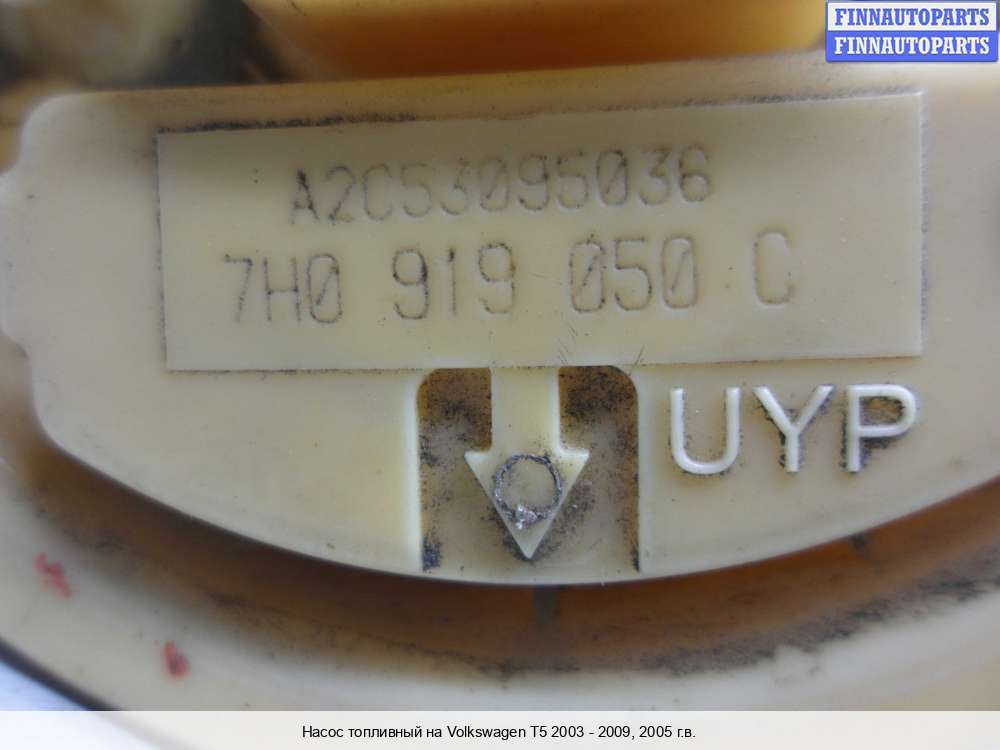 FINNAUTOPARTS
FINNAUTOPARTS
A2C53095036
7H0 919 050 C
UYP
Насос топливный на Volkswagen T5 2003 - 2009, 2005 г.в.